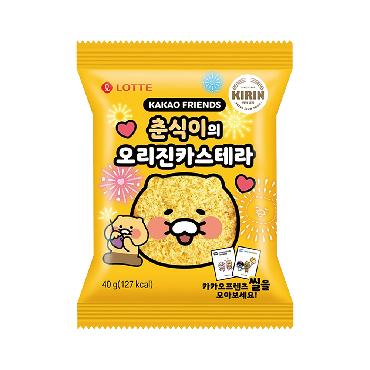 LOTTE
KIRIN
KAKAO FRIENDS
춘식이의
오리진카스테라
40 g(127 kcal)
카카오프렌즈 씰을
모아보세요!